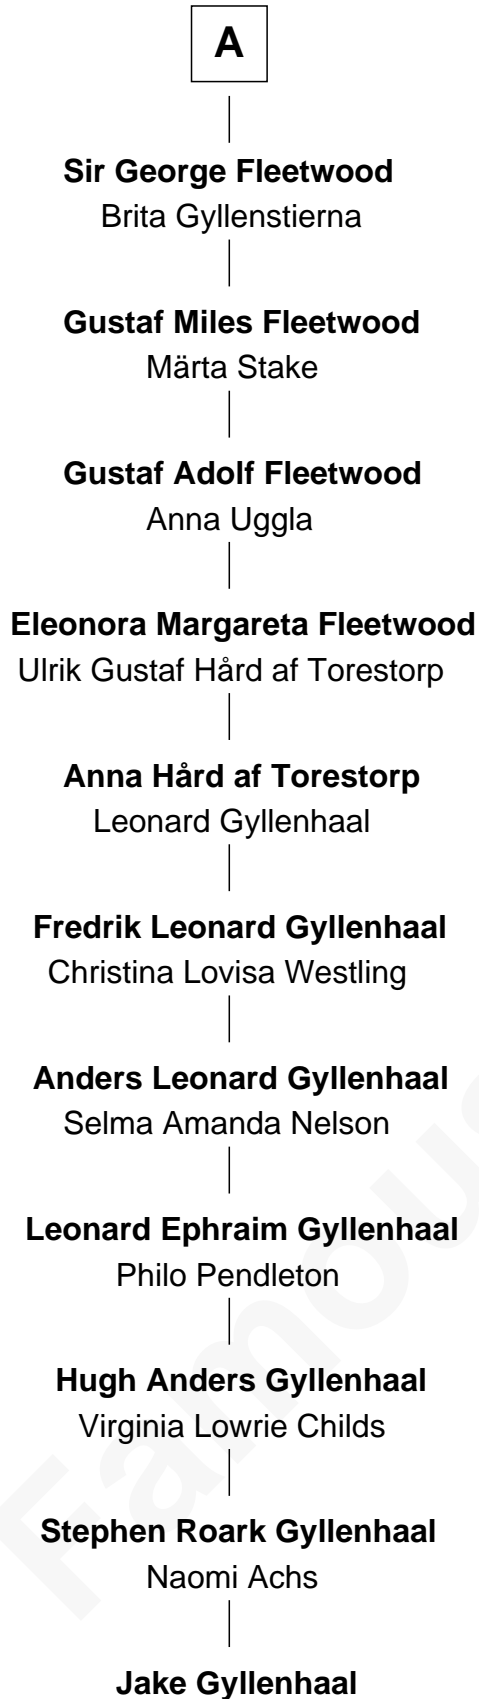 A
Sir George Fleetwood
Brita Gyllenstierna
Gustaf Miles Fleetwood
Märta Stake
Gustaf Adolf Fleetwood
Anna Uggla
Eleonora Margareta Fleetwood
Ulrik Gustaf Hård af Torestorp
Anna Hård af Torestorp
Leonard Gyllenhaal
Fredrik Leonard Gyllenhaal
Christina Lovisa Westling
Anders Leonard Gyllenhaal
Selma Amanda Nelson
Leonard Ephraim Gyllenhaal
Philo Pendleton
Hugh Anders Gyllenhaal
Virginia Lowrie Childs
Stephen Roark Gyllenhaal
Naomi Achs
Jake Gyllenhaal
Famous